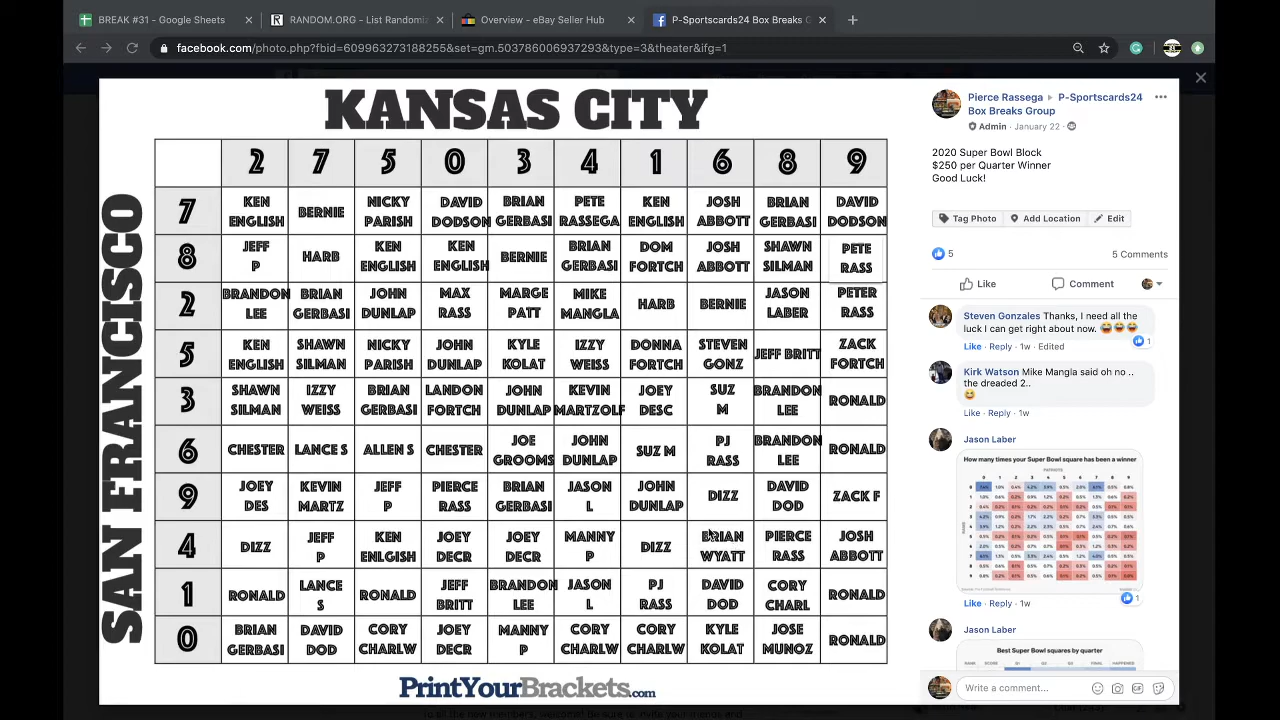 BREAK #31 - Google Sheets
RANDOM.ORG - List Randomiz
Overview - eBay Seller Hub
P-Sportscards24 Box Breaks G
facebook.com/photo.php?fbid=609963273188255&set=gm.503786006937293&type=3&theater&ifg=1
KANSAS CITY
SAN FRANCISCO
2 7 5 0 3 4 1 6 8 9
7 KEN ENGLISH BERNIE NICKY PARISH DAVID DODSON BRIAN GERBASI PETE RASSEGA KEN ENGLISH JOSH ABBOTT BRIAN GERBASI DAVID DODSON
8 JEFF P HARB KEN ENGLISH KEN ENGLISH BERNIE BRIAN GERBASI DOM FORTCH JOSH ABBOTT SHAWN SILMAN PETE RASS
2 BRANDON LEE BRIAN GERBASI JOHN DUNLAP MAX RASS MARGE PATT MIKE MANGLA HARB BERNIE JASON LABER PETER RASS
5 KEN ENGLISH SHAWN SILMAN NICKY PARISH JOHN DUNLAP KYLE KOLAT IZZY WEISS DONNA FORTCH STEVEN GONZ JEFF BRITT ZACK FORTCH
3 SHAWN SILMAN IZZY WEISS BRIAN GERBASI LANDON FORTCH JOHN DUNLAP KEVIN MARTZOLF JOEY DESC SUZ M BRANDON LEE RONALD
6 CHESTER LANCE S ALLEN S CHESTER JOE GROOMS JOHN DUNLAP SUZ M PJ RASS BRANDON LEE RONALD
9 JOEY DES KEVIN MARTZ JEFF P PIERCE RASS BRIAN GERBASI JASON L JOHN DUNLAP DIZZ DAVID DOD ZACK F
4 DIZZ JEFF P KEN ENGLISH JOEY DECR JOEY DECR MANNY P DIZZ BRIAN WYATT PIERCE RASS JOSH ABBOTT
1 RONALD LANCE S RONALD JEFF BRITT BRANDON LEE JASON L PJ RASS DAVID DOD CORY CHARL RONALD
0 BRIAN GERBASI DAVID DOD CORY CHARLW JOEY DECR MANNY P CORY CHARLW CORY CHARLW KYLE KOLAT JOSE MUNOZ RONALD
PrintYourBrackets.com
Pierce Rassega ▸ P-Sportscards24
Box Breaks Group
Admin · January 22 ·
2020 Super Bowl Block
$250 per Quarter Winner
Good Luck!
Tag Photo Add Location Edit
5 5 Comments
Like Comment
Steven Gonzales Thanks, I need all the
luck I can get right about now.
Like · Reply · 1w · Edited 1
Kirk Watson Mike Mangla said oh no ..
the dreaded 2..
Like · Reply · 1w
Jason Laber
How many times your Super Bowl square has been a winner
PATRIOTS
Like · Reply · 1w 1
Jason Laber
Best Super Bowl squares by quarter
RANK SCORE Q1 Q2 Q3 FINAL HAPPENED
Write a comment...